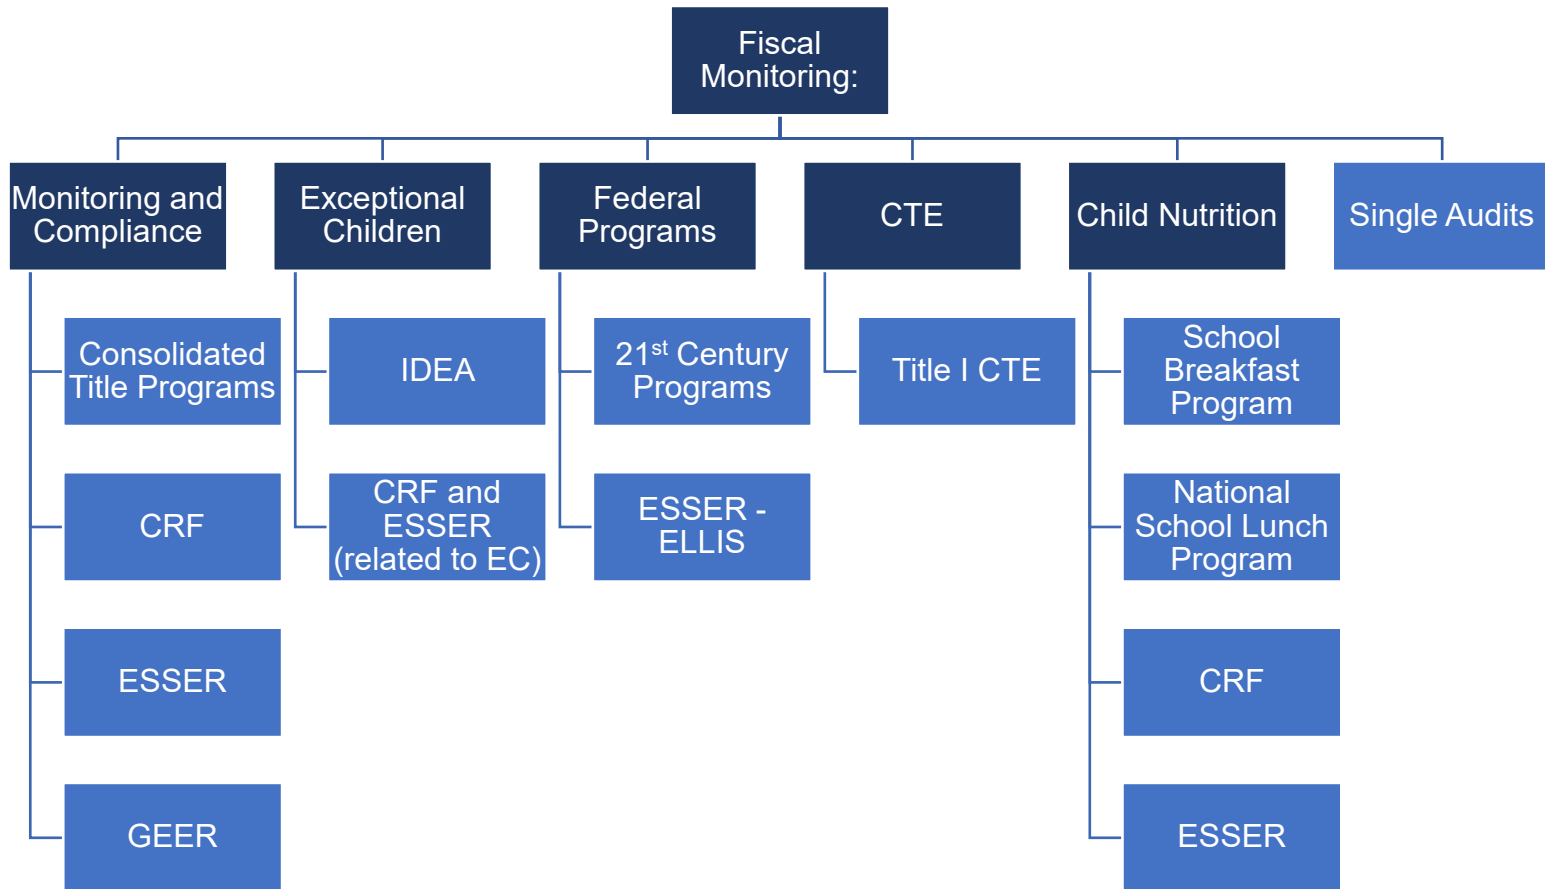 Fiscal
Monitoring:
Monitoring and
Compliance
Exceptional
Children
Federal
Programs
CTE
Child Nutrition
Single Audits
Consolidated
Title Programs
CRF
ESSER
GEER
IDEA
CRF and
ESSER
(related to EC)
21st Century
Programs
ESSER -
ELLIS
Title I CTE
School
Breakfast
Program
National
School Lunch
Program
CRF
ESSER